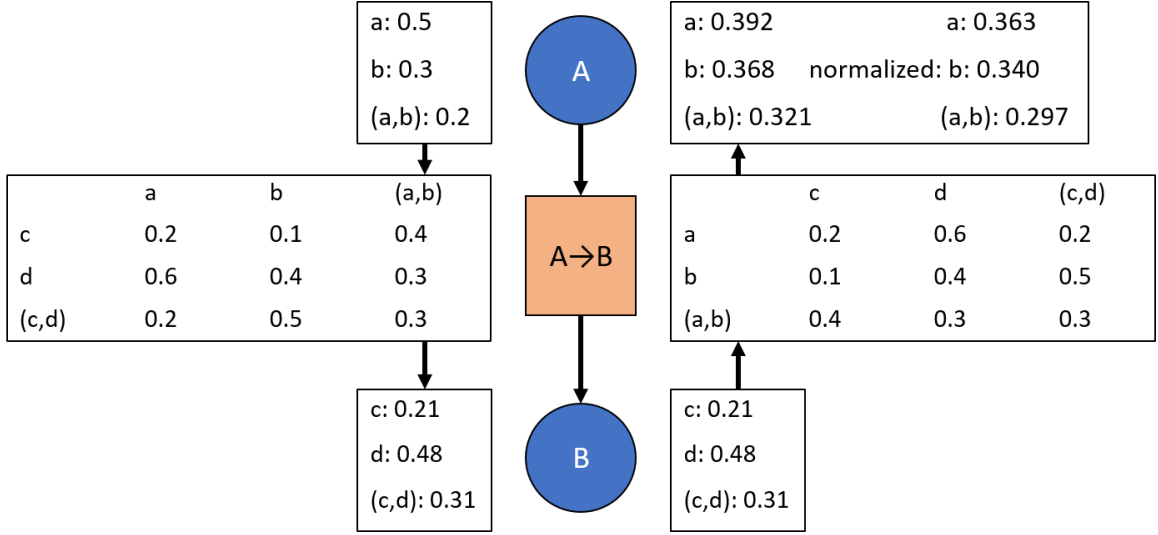 a: 0.5
b: 0.3
(a,b): 0.2
A
a: 0.392 a: 0.363
b: 0.368 normalized: b: 0.340
(a,b): 0.321 (a,b): 0.297
a b (a,b)
c 0.2 0.1 0.4
d 0.6 0.4 0.3
(c,d) 0.2 0.5 0.3
A→B
c d (c,d)
a 0.2 0.6 0.2
b 0.1 0.4 0.5
(a,b) 0.4 0.3 0.3
c: 0.21
d: 0.48
(c,d): 0.31
B
c: 0.21
d: 0.48
(c,d): 0.31